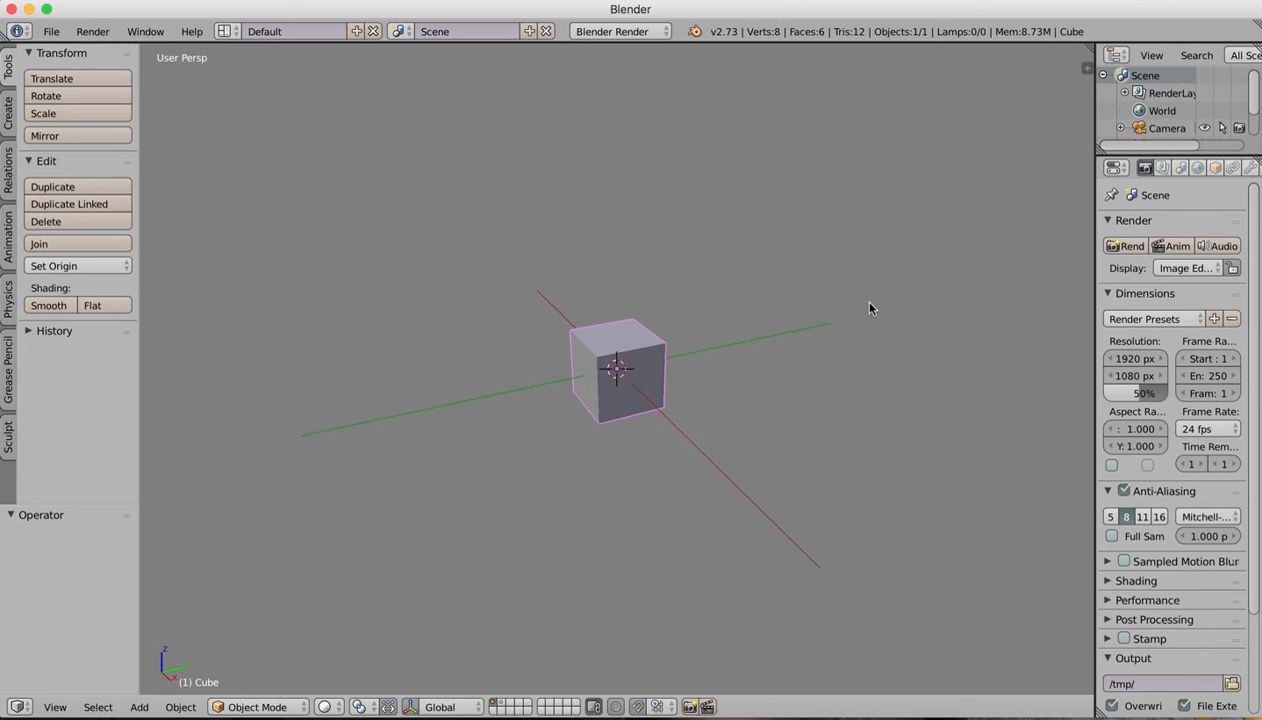 Blender
File Render Window Help Default Scene Blender Render v2.73 | Verts:8 | Faces:6 | Tris:12 | Objects:1/1 | Lamps:0/0 | Mem:8.73M | Cube
Tools
Create
Relations
Animation
Physics
Grease Pencil
Sculpt
Transform
Translate
Rotate
Scale
Mirror
Edit
Duplicate
Duplicate Linked
Delete
Join
Set Origin
Shading:
Smooth Flat
History
Operator
User Persp
z
x
(1) Cube
View Select Add Object Object Mode Global
View Search All Sce
Scene
RenderLay
World
Camera
Scene
Render
Rend Anim Audio
Display: Image Ed...
Dimensions
Render Presets
Resolution: Frame Ra...
1920 px Start : 1
1080 px En: 250
50% Fram: 1
Aspect Ra... Frame Rate:
: 1.000 24 fps
Y: 1.000 Time Rem...
1 1
Anti-Aliasing
5 8 11 16 Mitchell-...
Full Sam 1.000 p
Sampled Motion Blur
Shading
Performance
Post Processing
Stamp
Output
/tmp/
Overwri File Exte